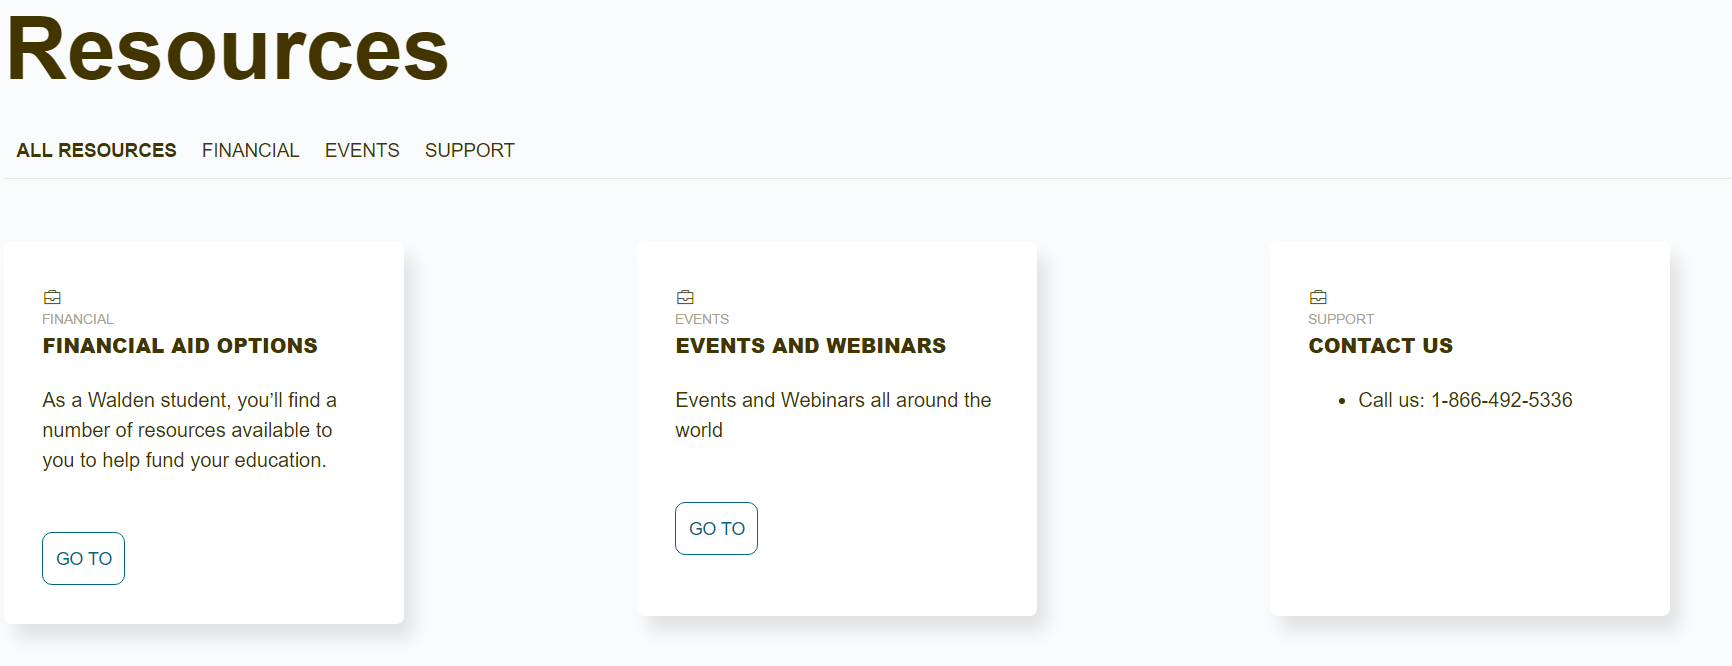 Resources
ALL RESOURCES FINANCIAL EVENTS SUPPORT
FINANCIAL
FINANCIAL AID OPTIONS
As a Walden student, you’ll find a
number of resources available to
you to help fund your education.
GO TO
EVENTS
EVENTS AND WEBINARS
Events and Webinars all around the
world
GO TO
SUPPORT
CONTACT US
• Call us: 1-866-492-5336